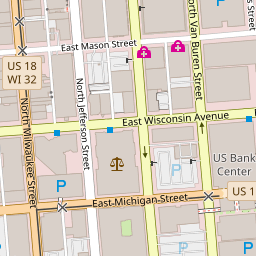 North Van Buren Street
East Mason Street
US 18
WI 32
North Jefferson Street
East Wisconsin Avenue
North Milwaukee Street
US Bank
Center
P
US 1
East Michigan Street
P
P
P